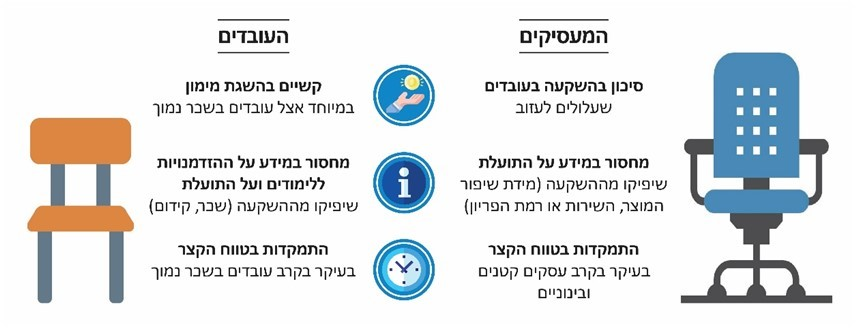 המעסיקים
סיכון בהשקעה בעובדים
שעלולים לעזוב
מחסור במידע על התועלת
שיפיקו מההשקעה (מידת שיפור
המוצר, השירות או רמת הפריון)
התמקדות בטווח הקצר
בעיקר בקרב עסקים קטנים
ובינוניים
העובדים
קשיים בהשגת מימון
במיוחד אצל עובדים בשכר נמוך
מחסור במידע על ההזדמנויות
ללימודים ועל התועלת
שיפיקו מההשקעה (שכר, קידום)
התמקדות בטווח הקצר
בעיקר בקרב עובדים בשכר נמוך